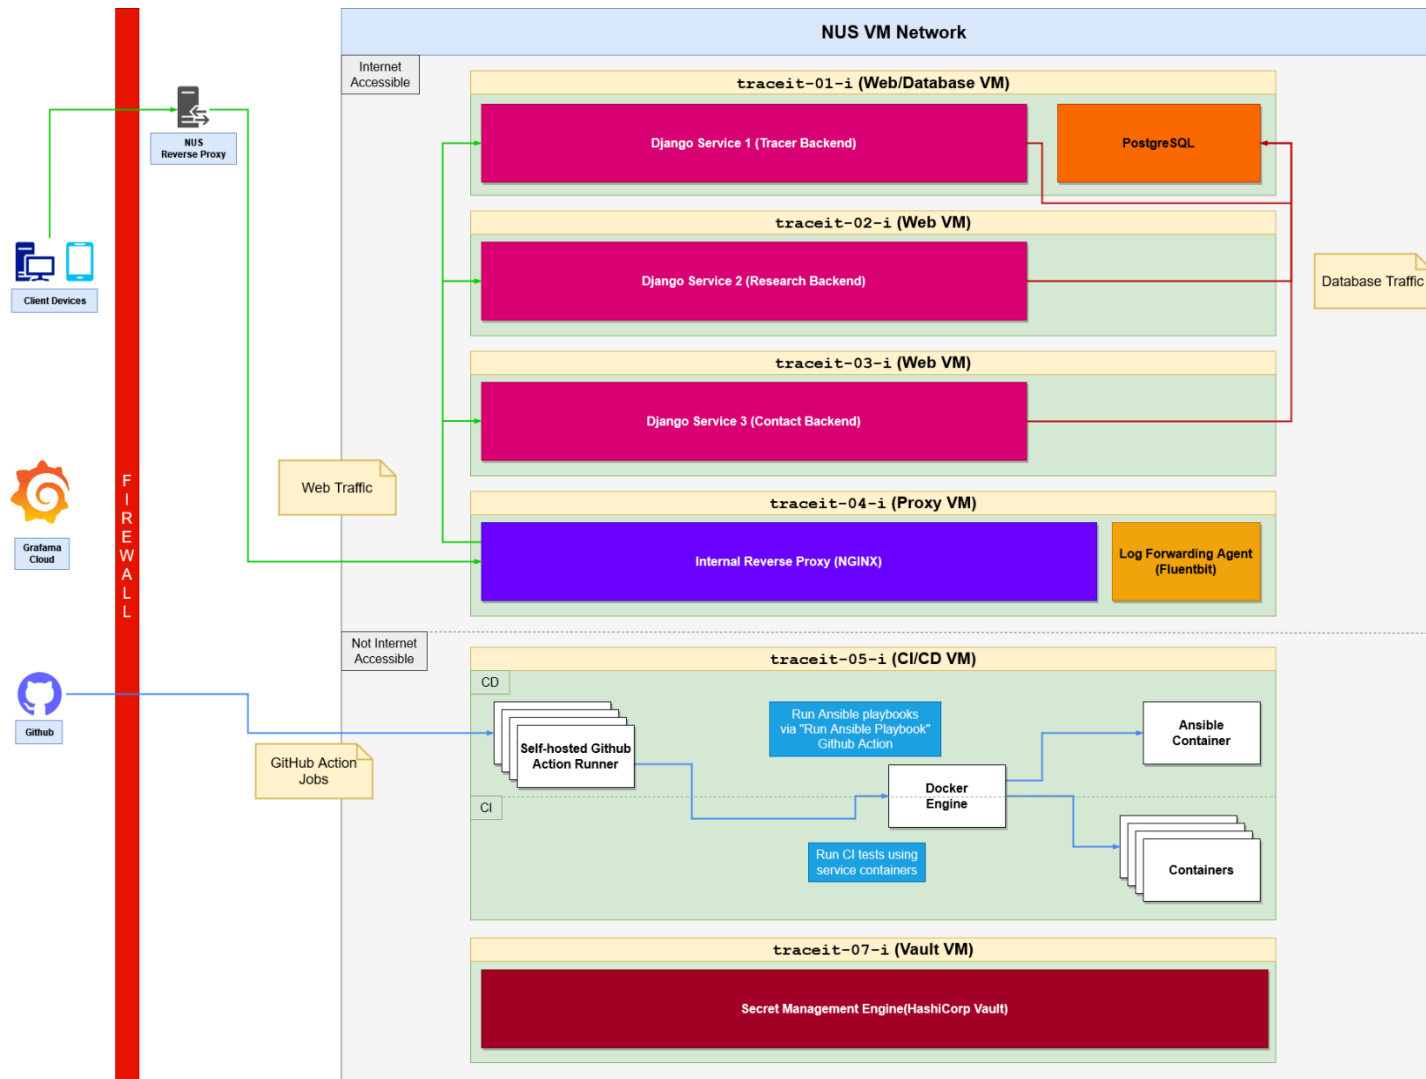 NUS VM Network
Internet
Accessible
traceit-01-i (Web/Database VM)
Django Service 1 (Tracer Backend)
PostgreSQL
NUS
Reverse Proxy
traceit-02-i (Web VM)
Django Service 2 (Research Backend)
Database Traffic
Client Devices
traceit-03-i (Web VM)
Django Service 3 (Contact Backend)
FIREWALL
Web Traffic
Grafama
Cloud
traceit-04-i (Proxy VM)
Internal Reverse Proxy (NGINX)
Log Forwarding Agent
(Fluentbit)
Not Internet
Accessible
traceit-05-i (CI/CD VM)
CD
Github
GitHub Action
Jobs
Self-hosted Github
Action Runner
Run Ansible playbooks
via "Run Ansible Playbook"
Github Action
Ansible
Container
Docker
Engine
CI
Run CI tests using
service containers
Containers
traceit-07-i (Vault VM)
Secret Management Engine(HashiCorp Vault)